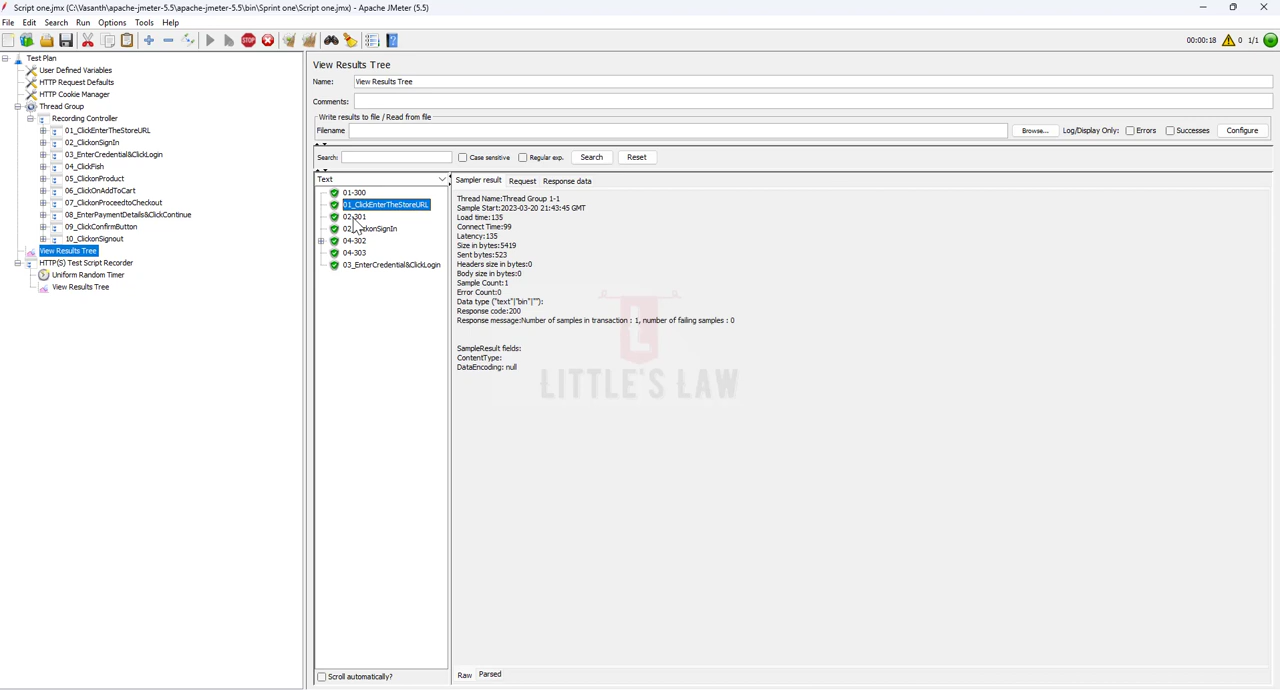 Script one.jmx (C:\Vasanth\apache-jmeter-5.5\apache-jmeter-5.5\bin\Sprint one\Script one.jmx) - Apache JMeter (5.5)
File Edit Search Run Options Tools Help
STOP 00:00:18 0 1/1
Test Plan
User Defined Variables
HTTP Request Defaults
HTTP Cookie Manager
Thread Group
Recording Controller
01_ClickEnterTheStoreURL
02_ClickonSignIn
03_EnterCredential&ClickLogin
04_ClickFish
05_ClickonProduct
06_ClickOnAddToCart
07_ClickonProceedtoCheckout
08_EnterPaymentDetails&ClickContinue
09_ClickConfirmButton
10_ClickonSignout
View Results Tree
HTTP(S) Test Script Recorder
Uniform Random Timer
View Results Tree
View Results Tree
Name: View Results Tree
Comments:
Write results to file / Read from file
Filename Browse... Log/Display Only: Errors Successes Configure
Search: Case sensitive Regular exp. Search Reset
Text
01-300
01_ClickEnterTheStoreURL
02-301
04-302
04-303
03_EnterCredential&ClickLogin
Scroll automatically?
Sampler result Request Response data
Thread Name:Thread Group 1-1
Sample Start:2023-03-20 21:43:45 GMT
Load time:135
Connect Time:99
Latency:135
Size in bytes:5419
Sent bytes:523
Headers size in bytes:0
Body size in bytes:0
Sample Count:1
Error Count:0
Data type ("text"|"bin"|""):
Response code:200
Response message:Number of samples in transaction : 1, number of failing samples : 0
SampleResult fields:
ContentType:
DataEncoding: null
L
LITTLE'S LAW
Raw Parsed